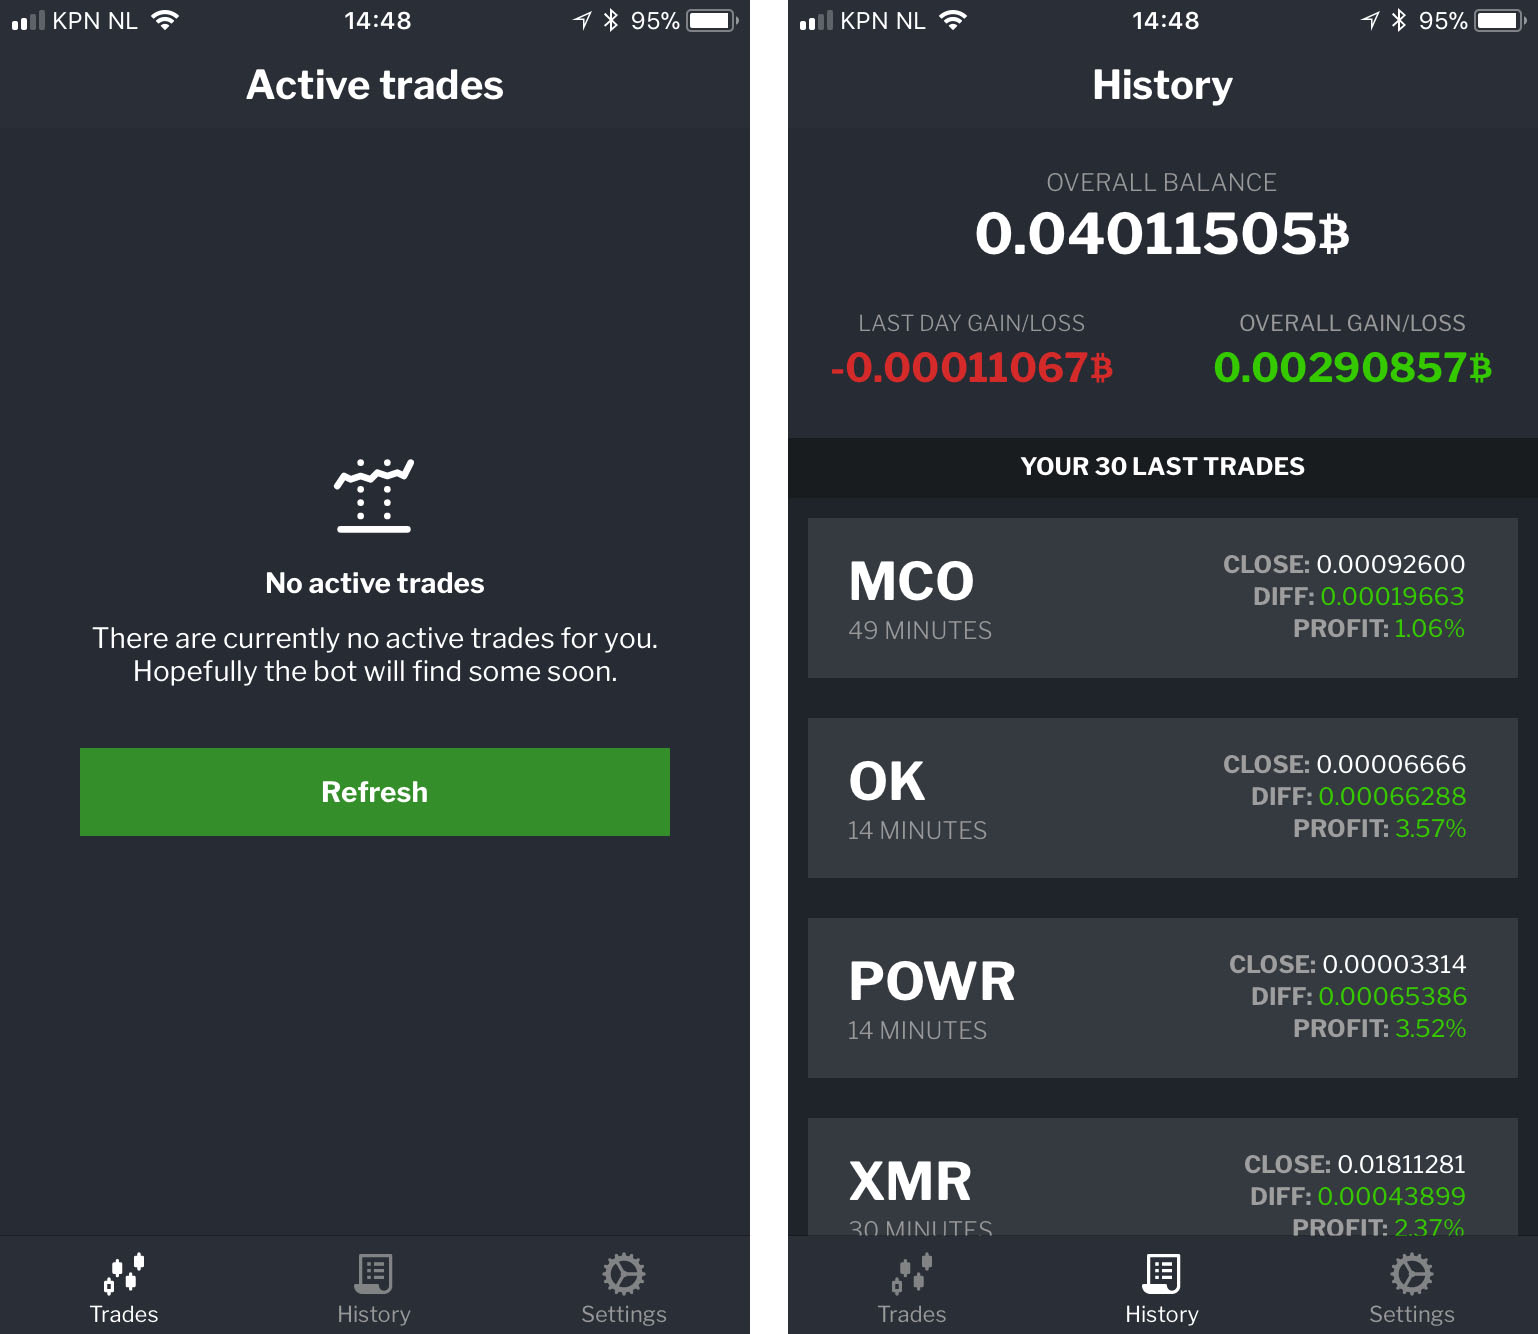 KPN NL 14:48 95%
Active trades
No active trades
There are currently no active trades for you.
Hopefully the bot will find some soon.
Refresh
Trades History Settings
KPN NL 14:48 95%
History
OVERALL BALANCE
0.04011505₿
LAST DAY GAIN/LOSS OVERALL GAIN/LOSS
-0.00011067₿ 0.00290857₿
YOUR 30 LAST TRADES
MCO
49 MINUTES
CLOSE: 0.00092600
DIFF: 0.00019663
PROFIT: 1.06%
OK
14 MINUTES
CLOSE: 0.00006666
DIFF: 0.00066288
PROFIT: 3.57%
POWR
14 MINUTES
CLOSE: 0.00003314
DIFF: 0.00065386
PROFIT: 3.52%
XMR
30 MINUTES
CLOSE: 0.01811281
DIFF: 0.00043899
PROFIT: 2.37%
Trades History Settings